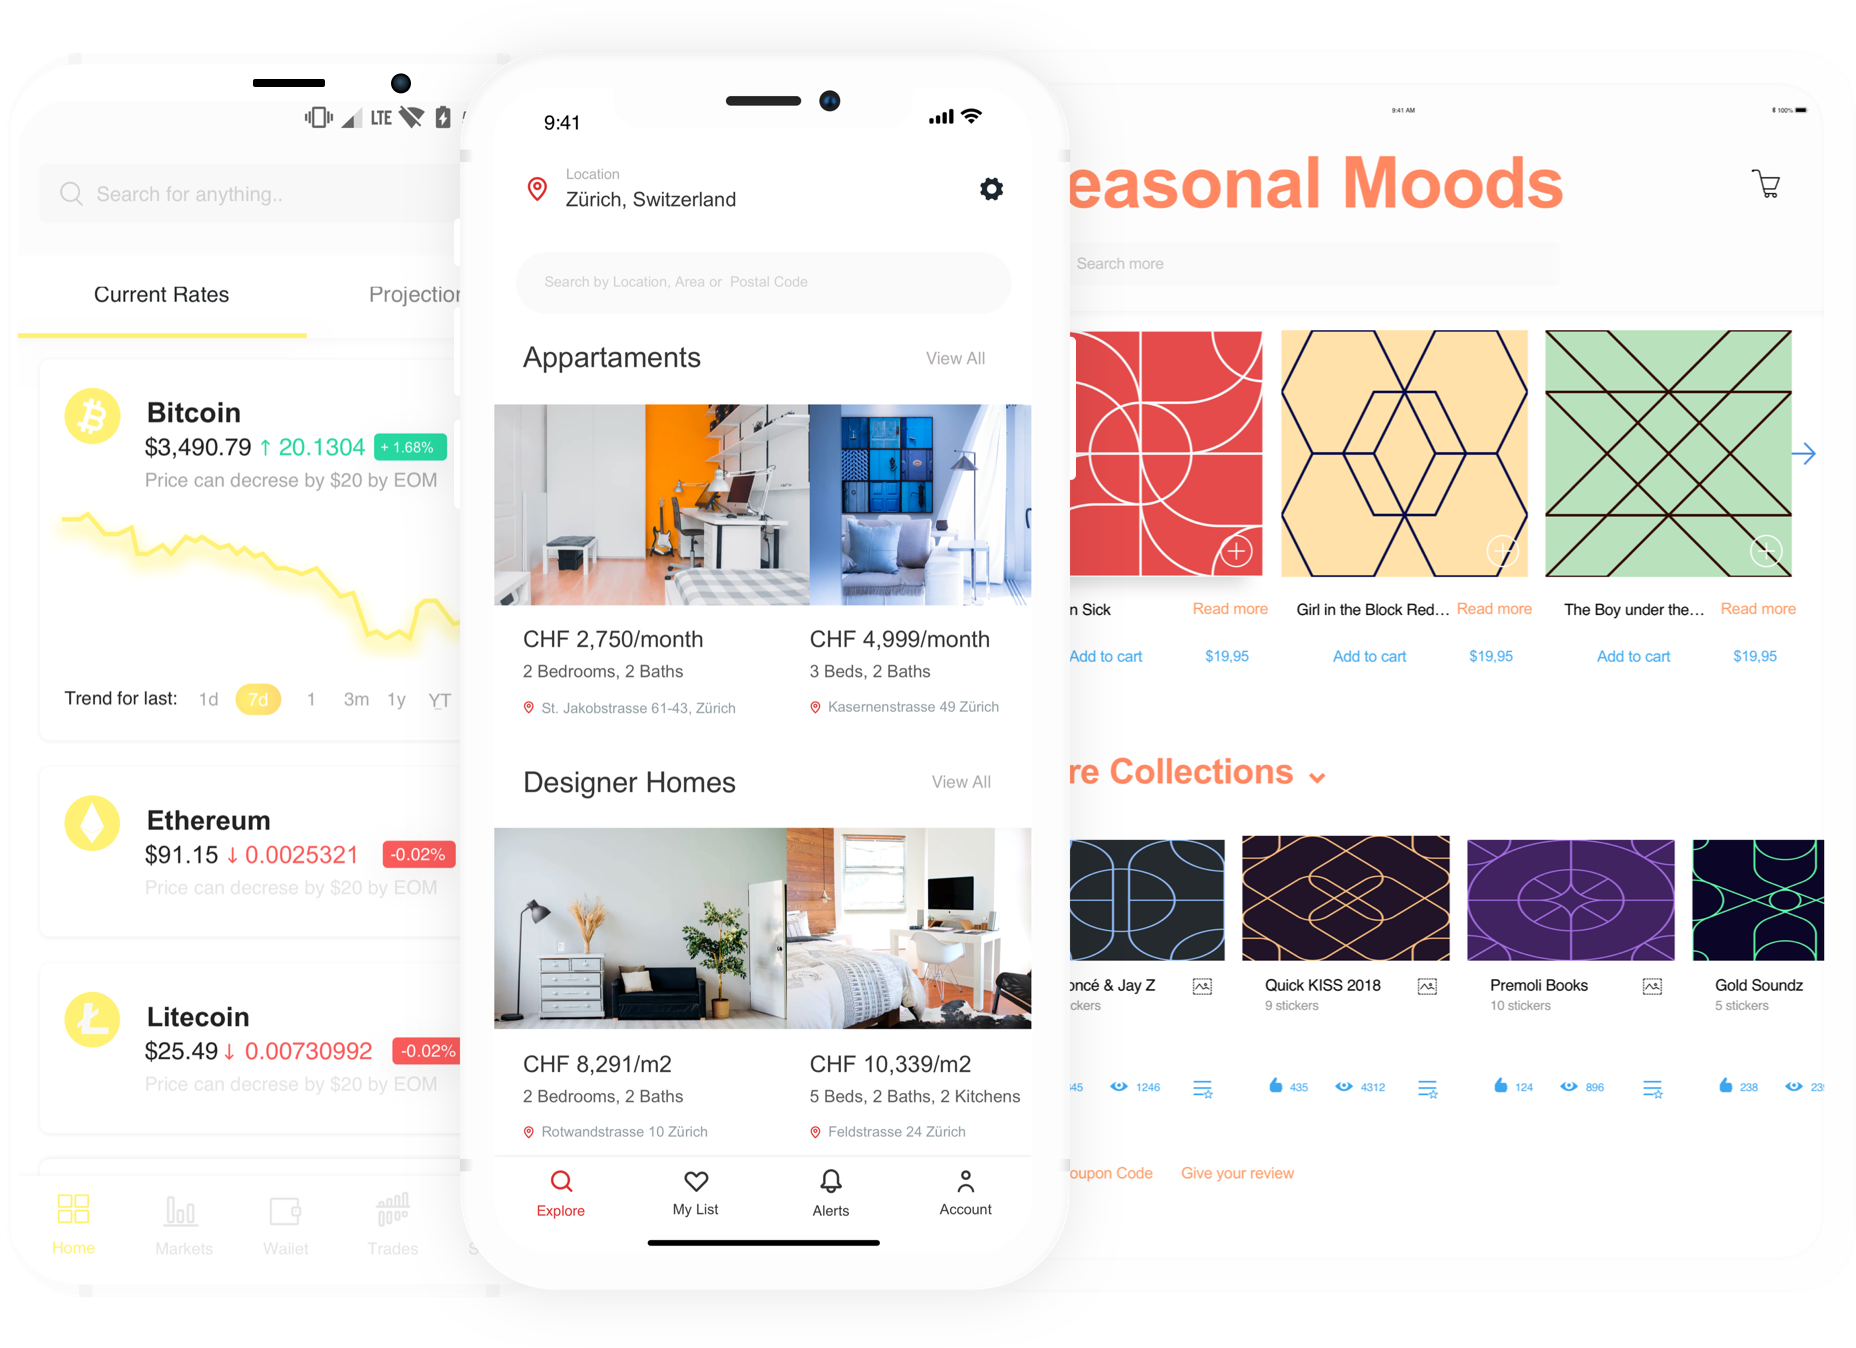 LTE
Search for anything..
Current Rates
Bitcoin
$3,490.79 ↑ 20.1304 + 1.68%
Price can decrese by $20 by EOM
Trend for last: 1d 7d 1 3m 1y YT
Ethereum
$91.15 ↓ 0.0025321 -0.02%
Price can decrese by $20 by EOM
Litecoin
$25.49 ↓ 0.00730992 -0.02%
Price can decrese by $20 by EOM
Home Markets Wallet Trades
9:41
Location
Zürich, Switzerland
Search by Location, Area or Postal Code
Appartaments View All
CHF 2,750/month CHF 4,999/month
2 Bedrooms, 2 Baths 3 Beds, 2 Baths
St. Jakobstrasse 61-43, Zürich Kasernenstrasse 49 Zürich
Designer Homes View All
CHF 8,291/m2 CHF 10,339/m2
2 Bedrooms, 2 Baths 5 Beds, 2 Baths, 2 Kitchens
Rotwandstrasse 10 Zürich Feldstrasse 24 Zürich
Explore My List Alerts Account
9:41 AM 100%
easonal Moods
Search more
n Sick Read more Girl in the Block Red... Read more The Boy under the... Read more
Add to cart $19,95 Add to cart $19,95 Add to cart $19,95
re Collections
oncé & Jay Z Quick KISS 2018 Premoli Books Gold Soundz
ckers 9 stickers 10 stickers 5 stickers
45 1246 435 4312 124 896 238 23
oupon Code Give your review